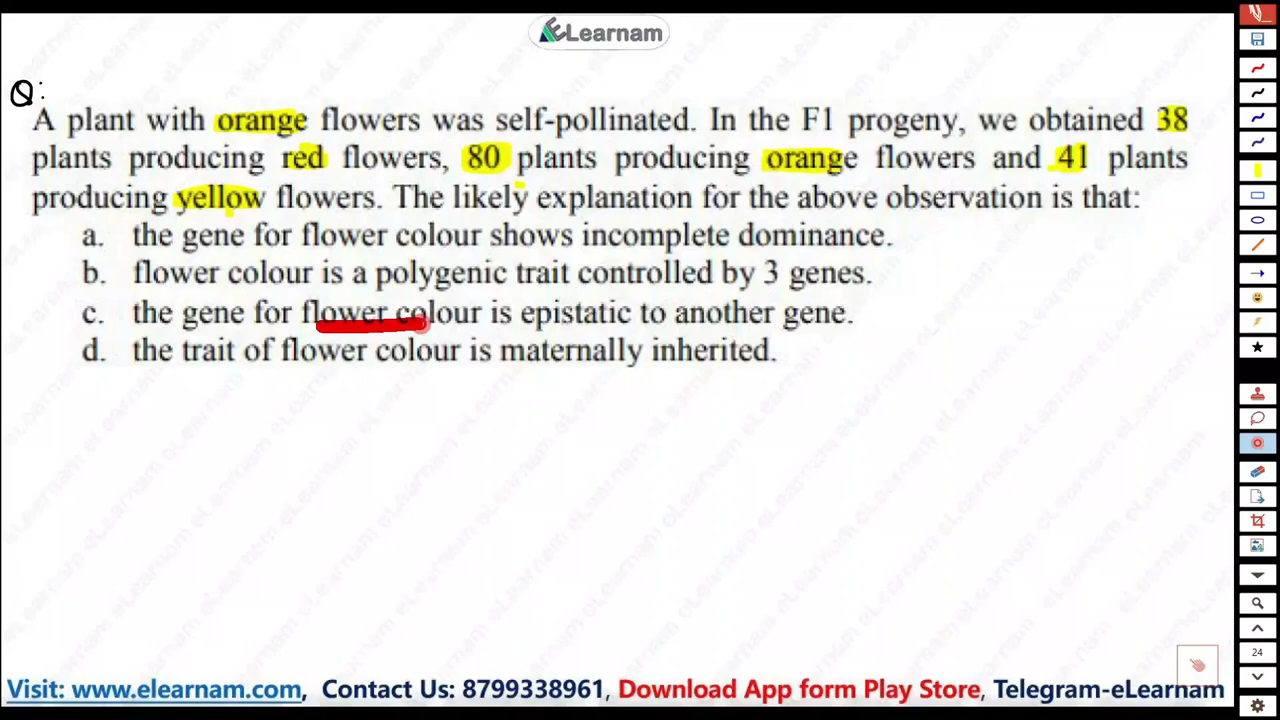 eLearnam
Q:
A plant with orange flowers was self-pollinated. In the F1 progeny, we obtained 38
plants producing red flowers, 80 plants producing orange flowers and 41 plants
producing yellow flowers. The likely explanation for the above observation is that:
a. the gene for flower colour shows incomplete dominance.
b. flower colour is a polygenic trait controlled by 3 genes.
c. the gene for flower colour is epistatic to another gene.
d. the trait of flower colour is maternally inherited.
24
Visit: www.elearnam.com, Contact Us: 8799338961, Download App form Play Store, Telegram-eLearnam